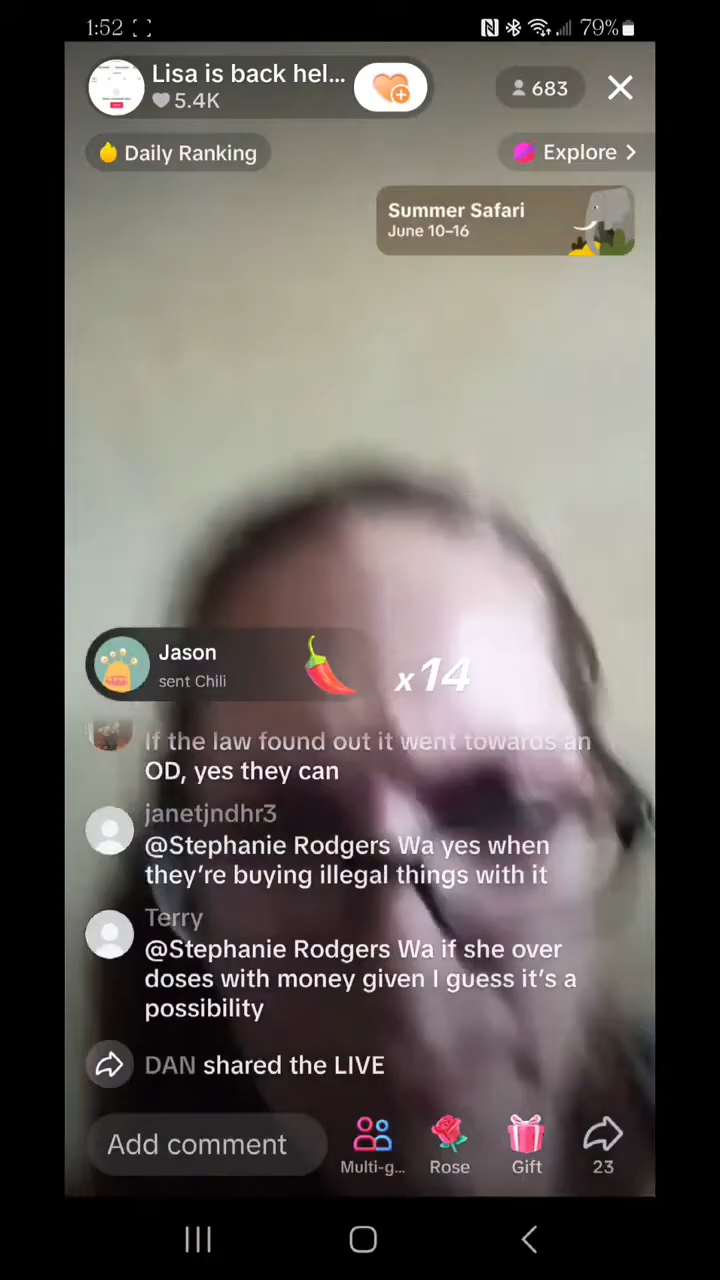 1:52
79%
Lisa is back hel...
5.4K
683
Daily Ranking
Explore >
Summer Safari
June 10–16
Jason
sent Chili
x14
If the law found out it went towards an
OD, yes they can
janetjndhr3
@Stephanie Rodgers Wa yes when
they’re buying illegal things with it
Terry
@Stephanie Rodgers Wa if she over
doses with money given I guess it’s a
possibility
DAN shared the LIVE
Add comment
Multi-g...
Rose
Gift
23